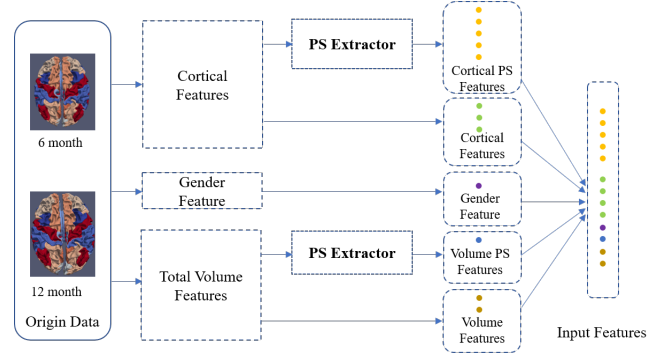 PS Extractor
Cortical
Features
Cortical PS
Features
6 month
Cortical
Features
Gender
Feature
Gender
Feature
PS Extractor
Volume PS
Features
Total Volume
Features
12 month
Origin Data
Volume
Features
Input Features